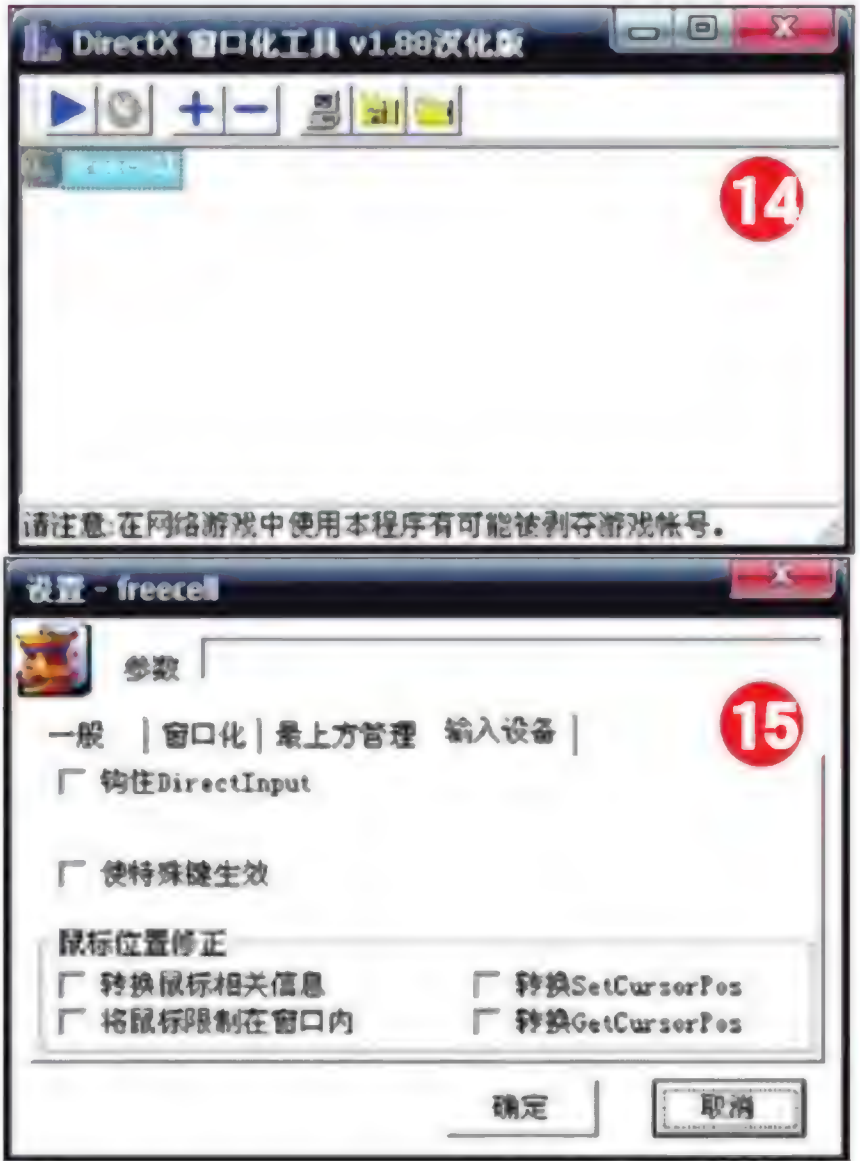 DirectX 窗口化工具 v1.88汉化版
14
请注意:在网络游戏中使用本程序有可能被剥夺游戏帐号。
设置 - freecell
参数
一般 窗口化 最上方管理 输入设备
15
钩住DirectInput
使特殊键生效
鼠标位置修正
转换鼠标相关信息 转换SetCursorPos
将鼠标限制在窗口内 转换GetCursorPos
确定 取消